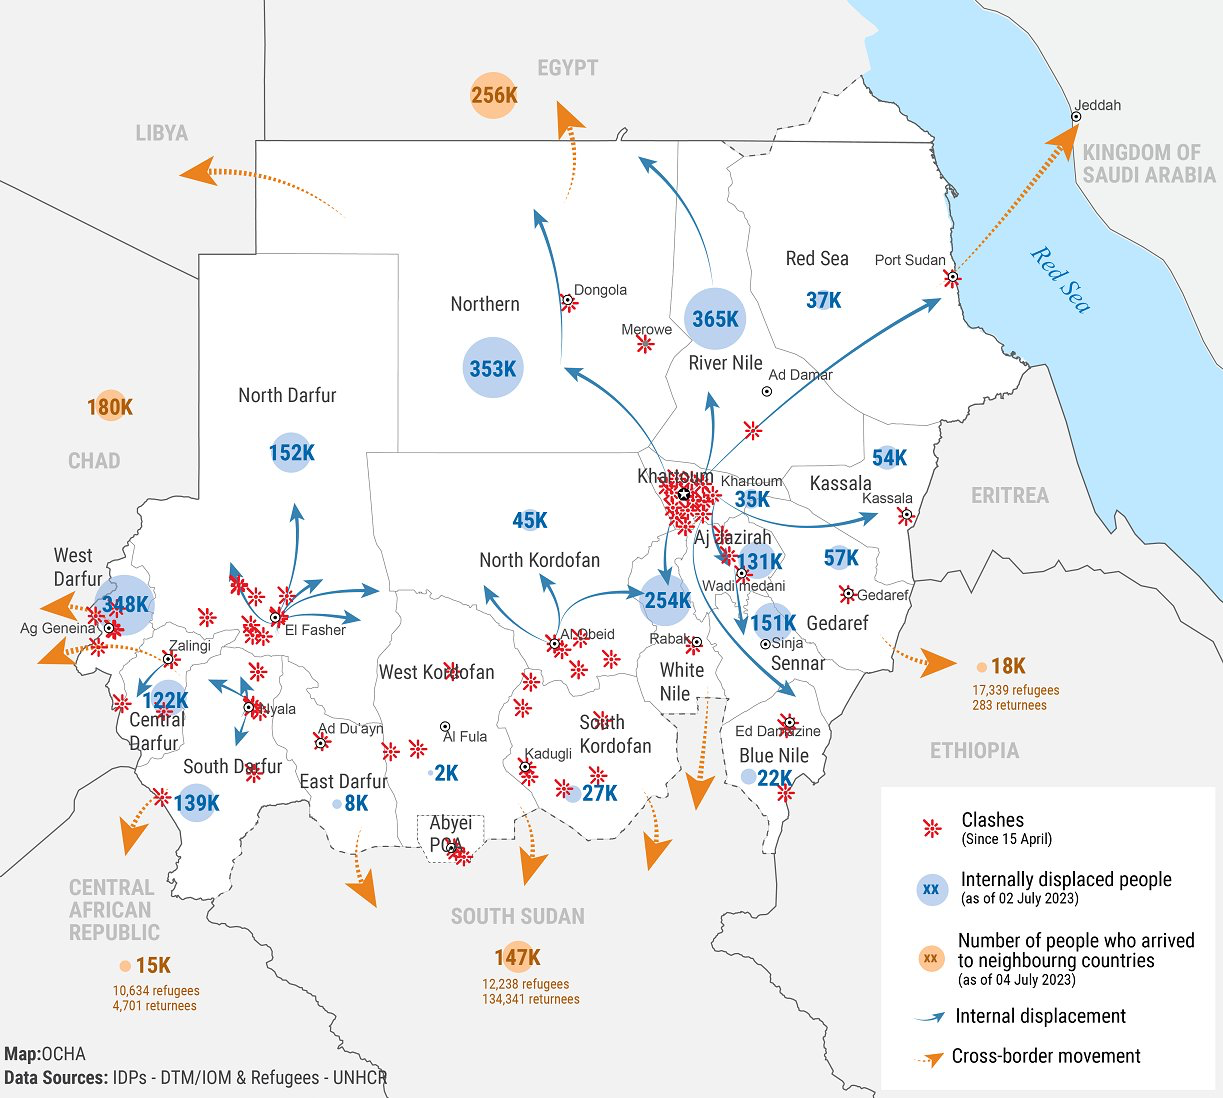 EGYPT
256K
LIBYA
Jeddah
KINGDOM OF
SAUDI ARABIA
Red Sea
Red Sea
Port Sudan
37K
Northern
Dongola
353K
Merowe
365K
River Nile
Ad Damar
North Darfur
180K
CHAD
152K
54K
Khartoum
Khartoum
35K
Kassala
Kassala
ERITREA
45K
North Kordofan
Aj Jazirah
131K
Wadi medani
57K
Gedaref
Gedaref
West
Darfur
348K
Ag Geneina
El Fasher
Zalingi
254K
151K
Sinja
Sennar
Al Obeid
Rabak
White
Nile
18K
17,339 refugees
283 returnees
ETHIOPIA
West Kordofan
122K
Central
Darfur
Nyala
Ad Du'ayn
Al Fula
South
Kordofan
Kadugli
Ed Damazine
Blue Nile
22K
South Darfur
139K
East Darfur
8K
2K
27K
Abyei
PCA
CENTRAL
AFRICAN
REPUBLIC
15K
10,634 refugees
4,701 returnees
SOUTH SUDAN
147K
12,238 refugees
134,341 returnees
Clashes
(Since 15 April)
xx
Internally displaced people
(as of 02 July 2023)
xx
Number of people who arrived
to neighbourng countries
(as of 04 July 2023)
Internal displacement
Cross-border movement
Map:OCHA
Data Sources: IDPs - DTM/IOM & Refugees - UNHCR